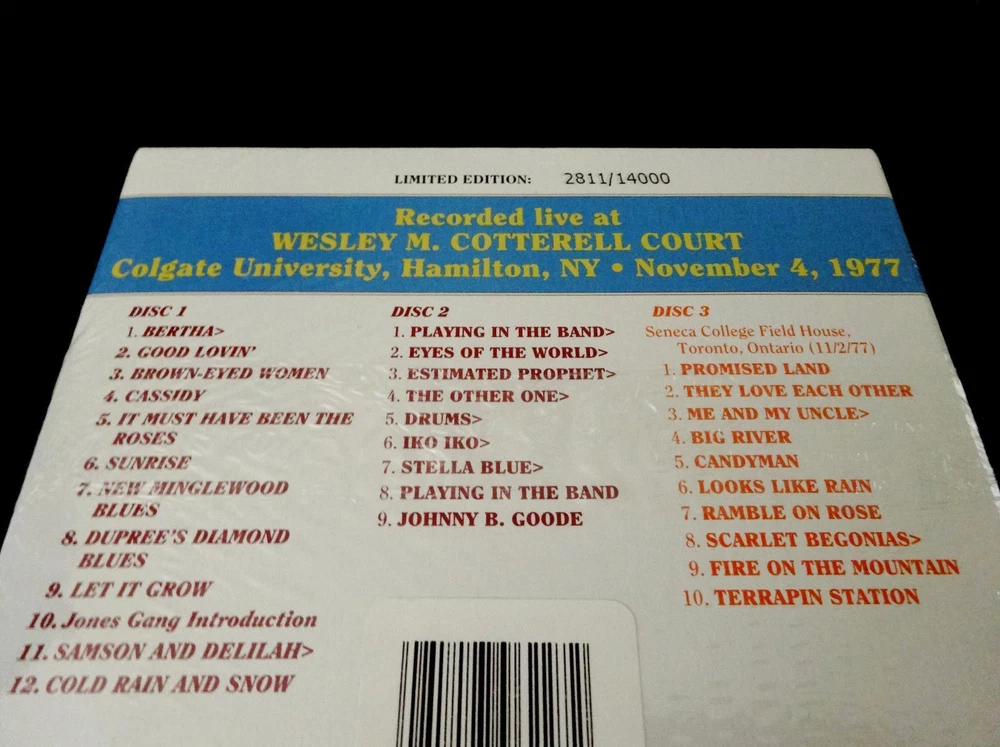 LIMITED EDITION: 2811/14000
Recorded live at
WESLEY M. COTTERELL COURT
Colgate University, Hamilton, NY • November 4, 1977
DISC 1
1. BERTHA>
2. GOOD LOVIN'
3. BROWN-EYED WOMEN
4. CASSIDY
5. IT MUST HAVE BEEN THE
ROSES
6. SUNRISE
7. NEW MINGLEWOOD
BLUES
8. DUPREE'S DIAMOND
BLUES
9. LET IT GROW
10. Jones Gang Introduction
11. SAMSON AND DELILAH>
12. COLD RAIN AND SNOW
DISC 2
1. PLAYING IN THE BAND>
2. EYES OF THE WORLD>
3. ESTIMATED PROPHET>
4. THE OTHER ONE>
5. DRUMS>
6. IKO IKO>
7. STELLA BLUE>
8. PLAYING IN THE BAND
9. JOHNNY B. GOODE
DISC 3
Seneca College Field House,
Toronto, Ontario (11/2/77)
1. PROMISED LAND
2. THEY LOVE EACH OTHER
3. ME AND MY UNCLE>
4. BIG RIVER
5. CANDYMAN
6. LOOKS LIKE RAIN
7. RAMBLE ON ROSE
8. SCARLET BEGONIAS>
9. FIRE ON THE MOUNTAIN
10. TERRAPIN STATION